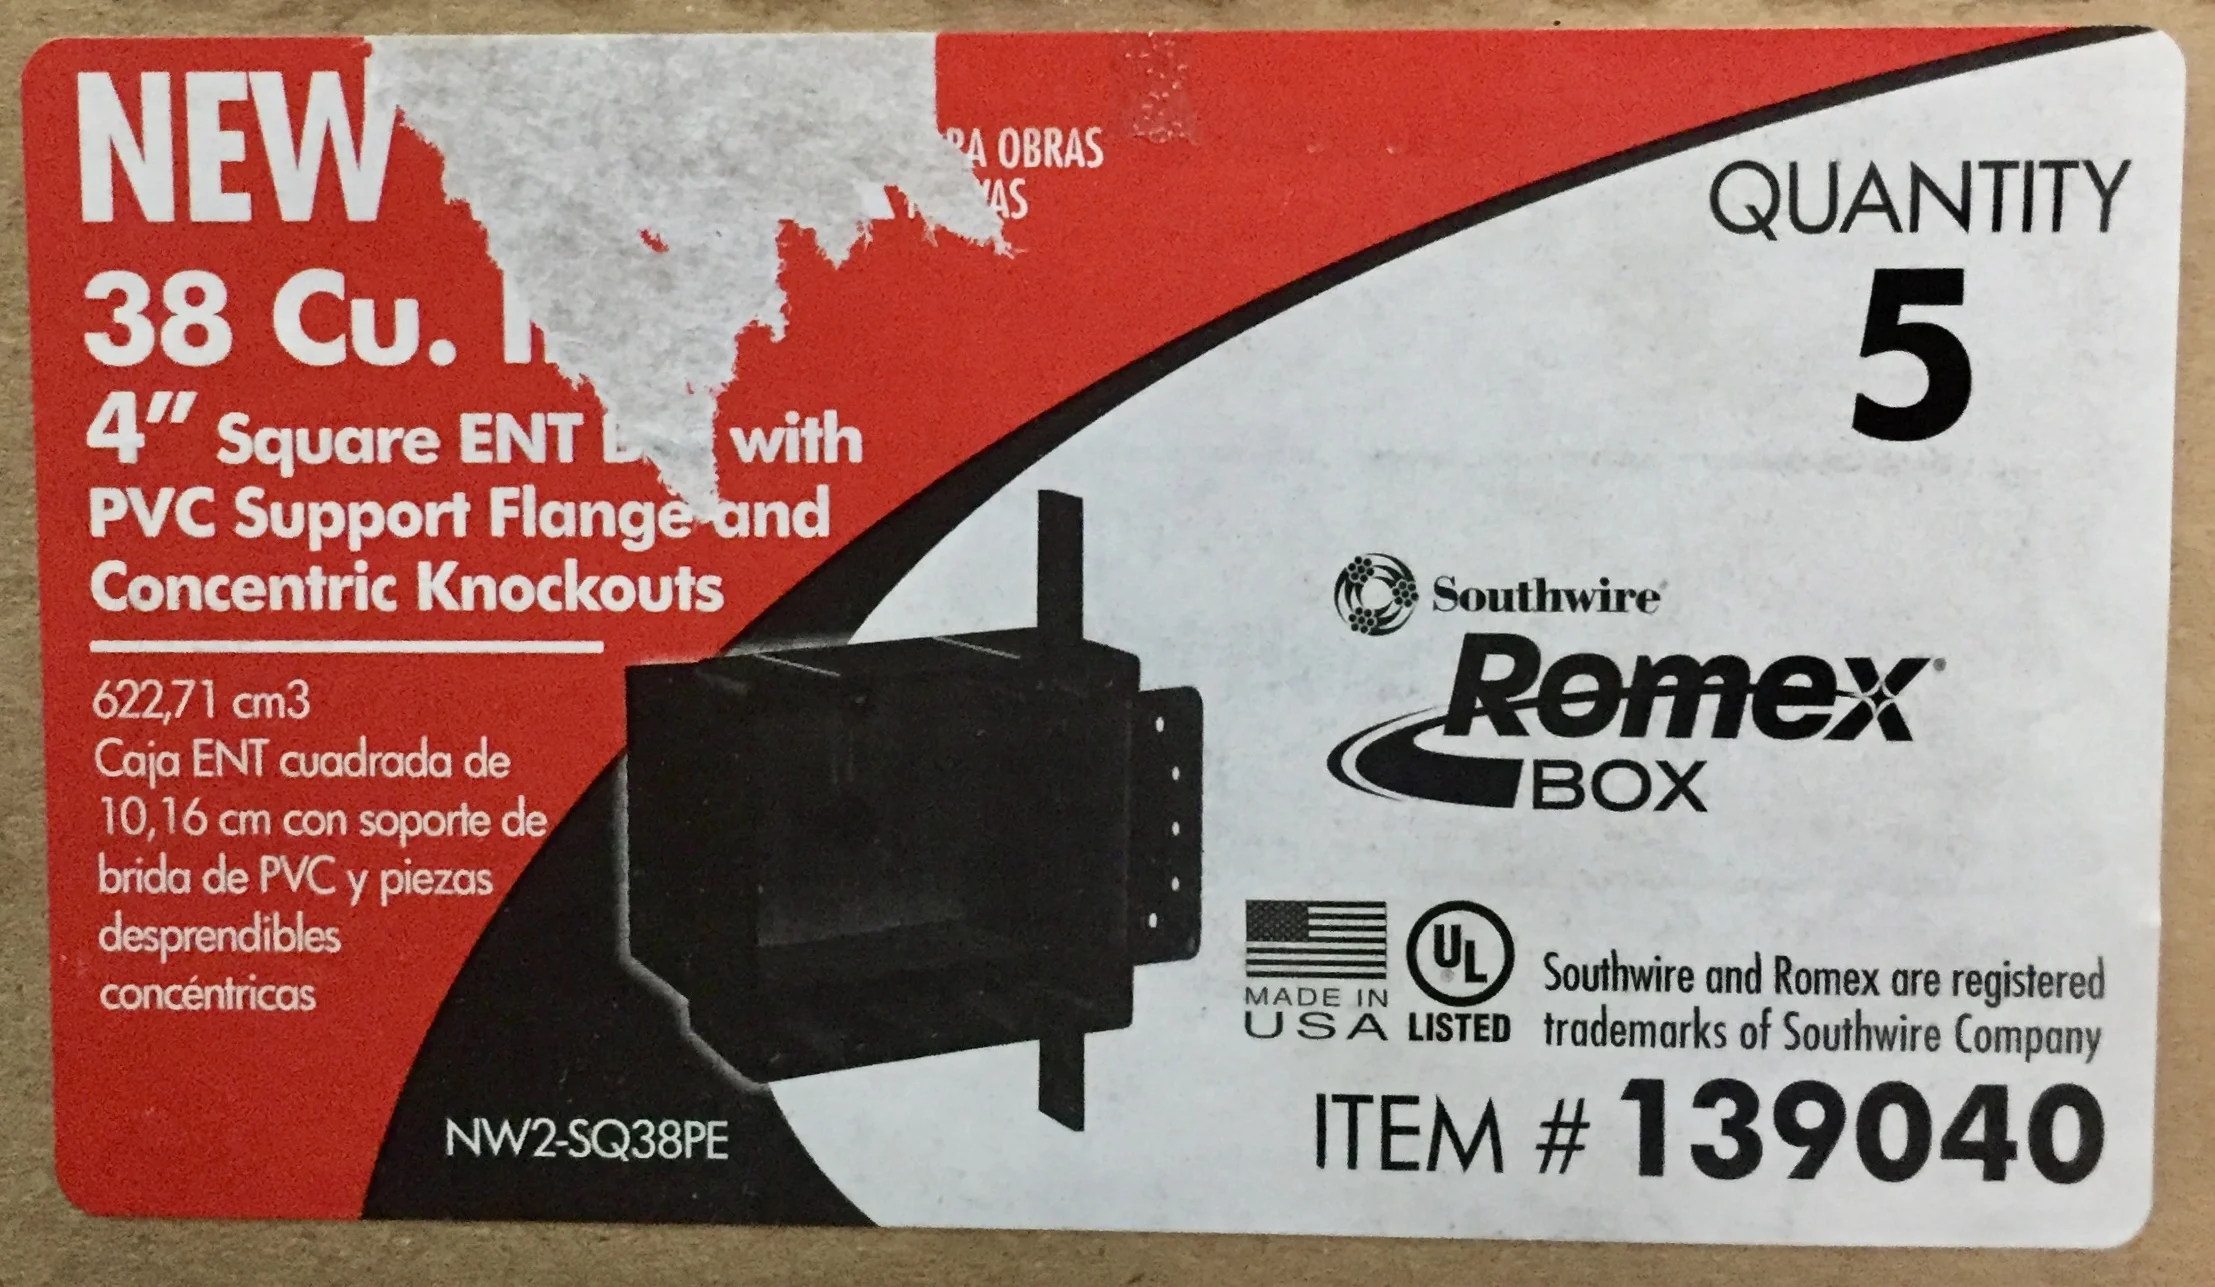 NEW
OBRAS
38 Cu.
4" Square ENT with
PVC Support Flange and
Concentric Knockouts
622,71 cm3
Caja ENT cuadrada de
10,16 cm con soporte de
brida de PVC y piezas
desprendibles
concéntricas
NW2-SQ38PE
QUANTITY
5
Southwire
Romex®
BOX
MADE IN
USA
UL
LISTED
Southwire and Romex are registered
trademarks of Southwire Company
ITEM # 139040